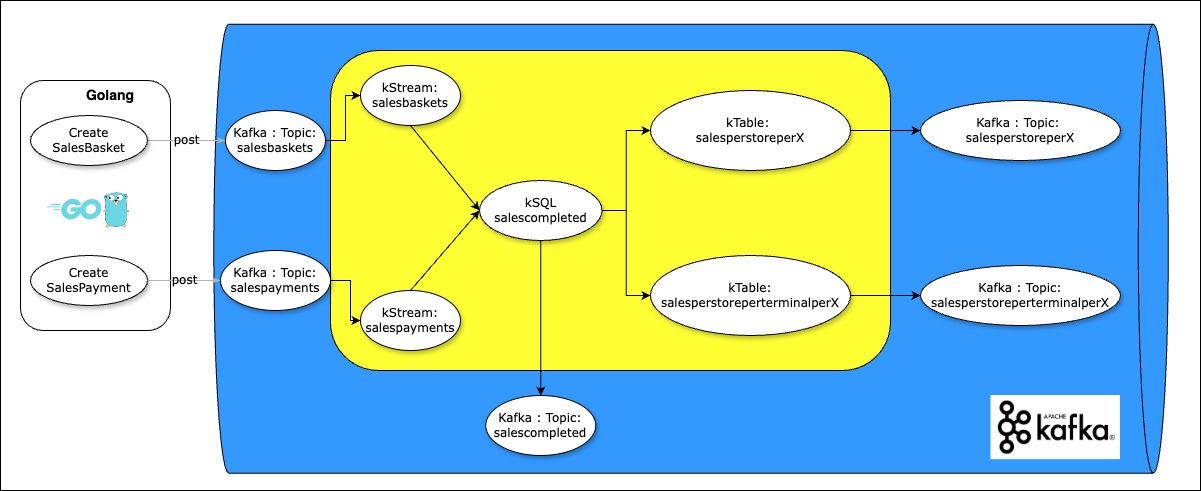 Golang
Create
SalesBasket
GO
Create
SalesPayment
post
post
Kafka : Topic:
salesbaskets
Kafka : Topic:
salespayments
kStream:
salesbaskets
kStream:
salespayments
kSQL
salescompleted
Kafka : Topic:
salescompleted
kTable:
salesperstoreperX
kTable:
salesperstoreperterminalperX
Kafka : Topic:
salesperstoreperX
Kafka : Topic:
salesperstoreperterminalperX
APACHE
kafka®